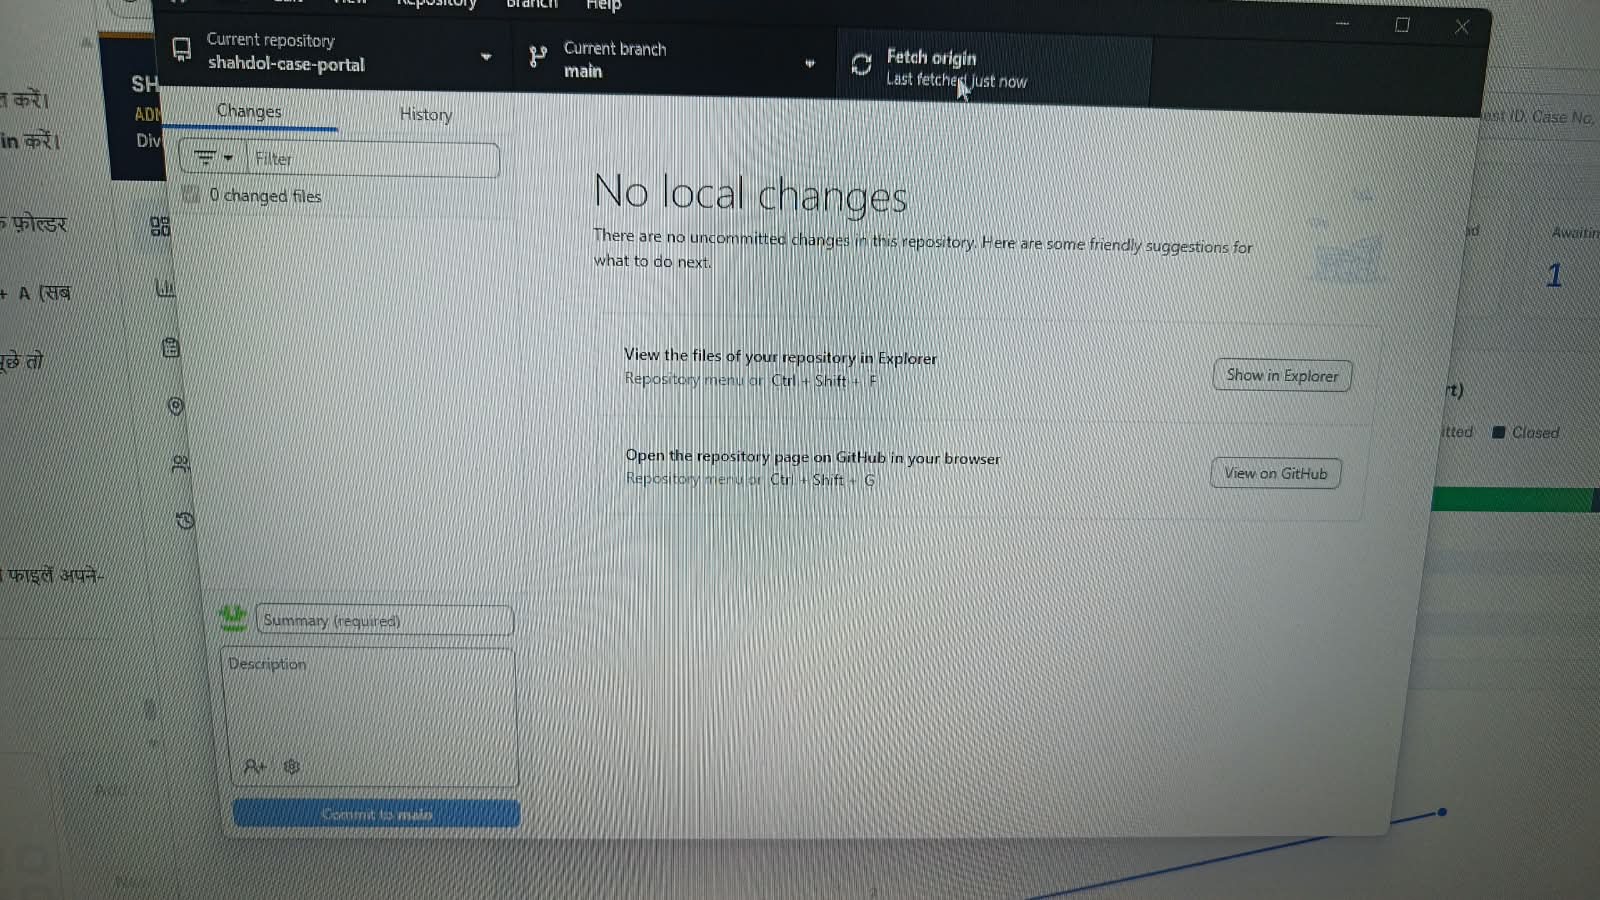 Repository
Branch
Help
Current repository
shahdol-case-portal
Current branch
main
Fetch origin
Last fetched just now
Changes
History
Filter
0 changed files
No local changes
There are no uncommitted changes in this repository. Here are some friendly suggestions for
what to do next.
View the files of your repository in Explorer
Repository menu or Ctrl + Shift + F
Show in Explorer
Open the repository page on GitHub in your browser
Repository menu or Ctrl + Shift + G
View on GitHub
Summary (required)
Description
Commit to main
SH
Div
करें।
in करें।
फ़ोल्डर
+ A (सब
तो
फाइलें अपने-
ID, Case No,
1
Closed